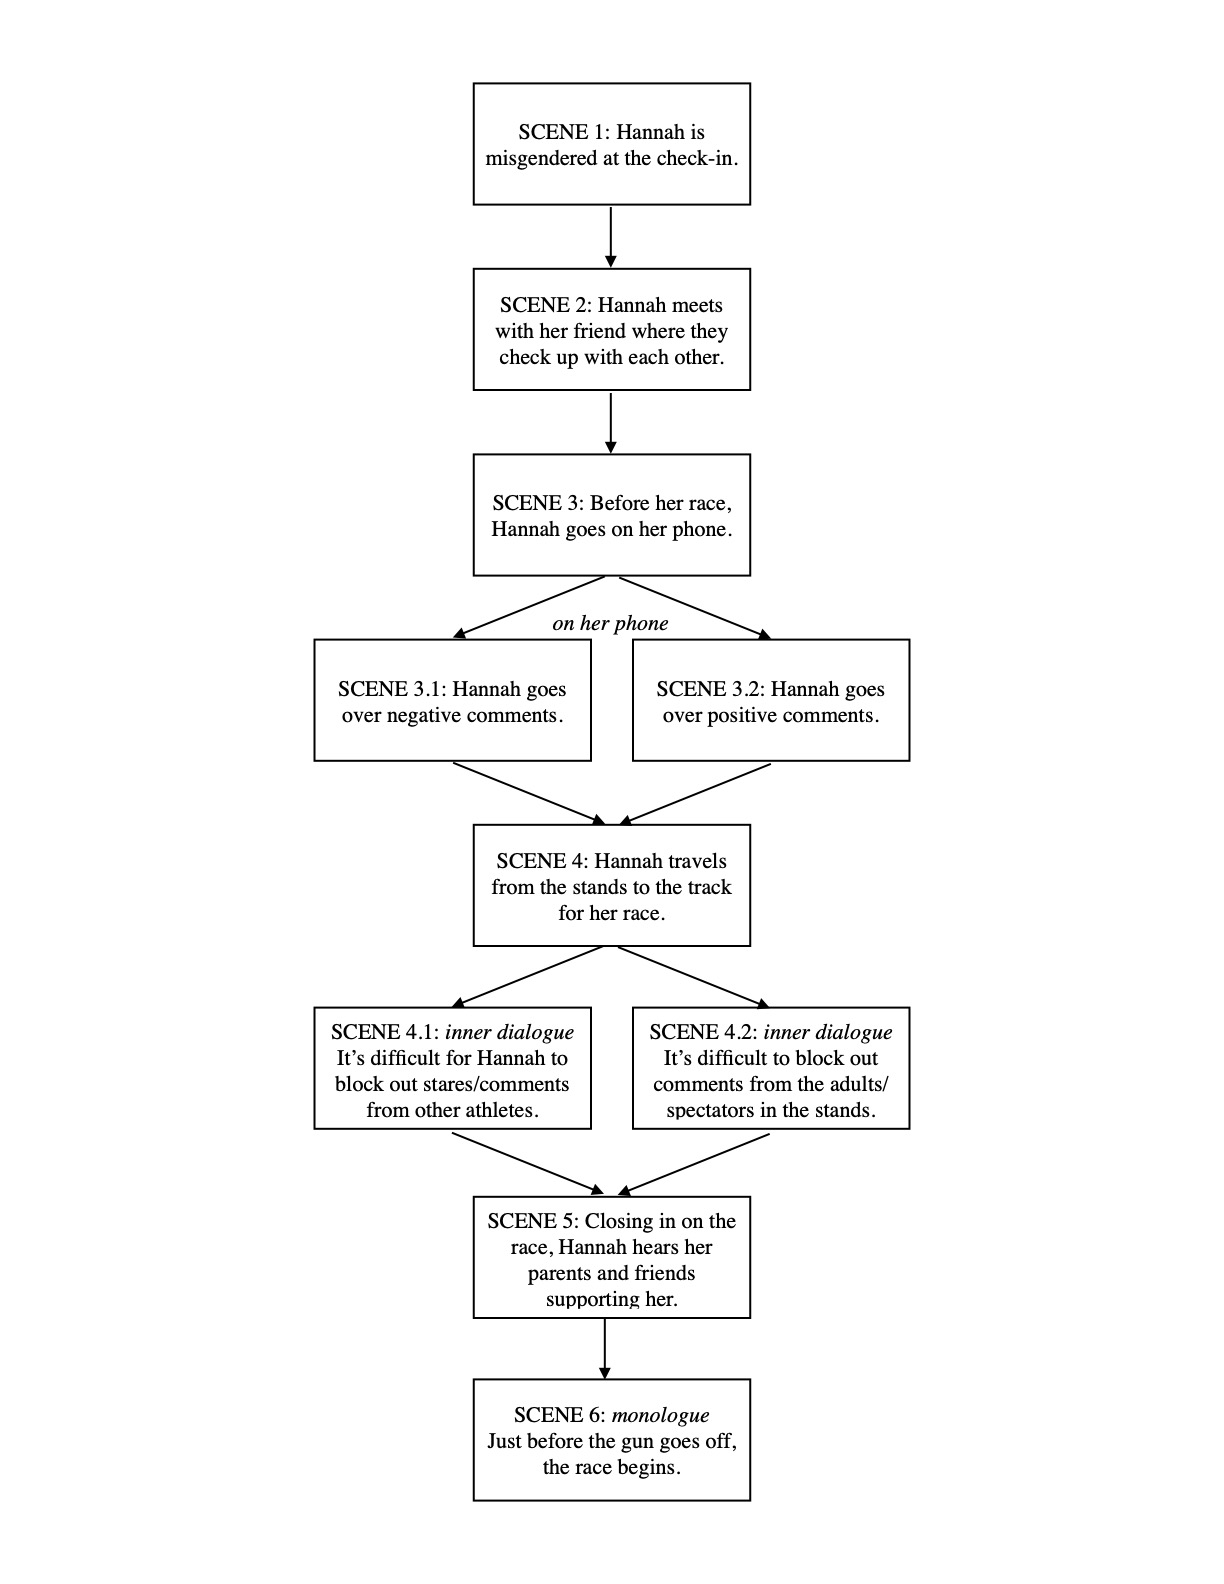 SCENE 1: Hannah is
misgendered at the check-in.
SCENE 2: Hannah meets
with her friend where they
check up with each other.
SCENE 3: Before her race,
Hannah goes on her phone.
on her phone
SCENE 3.1: Hannah goes
over negative comments.
SCENE 3.2: Hannah goes
over positive comments.
SCENE 4: Hannah travels
from the stands to the track
for her race.
SCENE 4.1: inner dialogue
It’s difficult for Hannah to
block out stares/comments
from other athletes.
SCENE 4.2: inner dialogue
It’s difficult to block out
comments from the adults/
spectators in the stands.
SCENE 5: Closing in on the
race, Hannah hears her
parents and friends
supporting her.
SCENE 6: monologue
Just before the gun goes off,
the race begins.